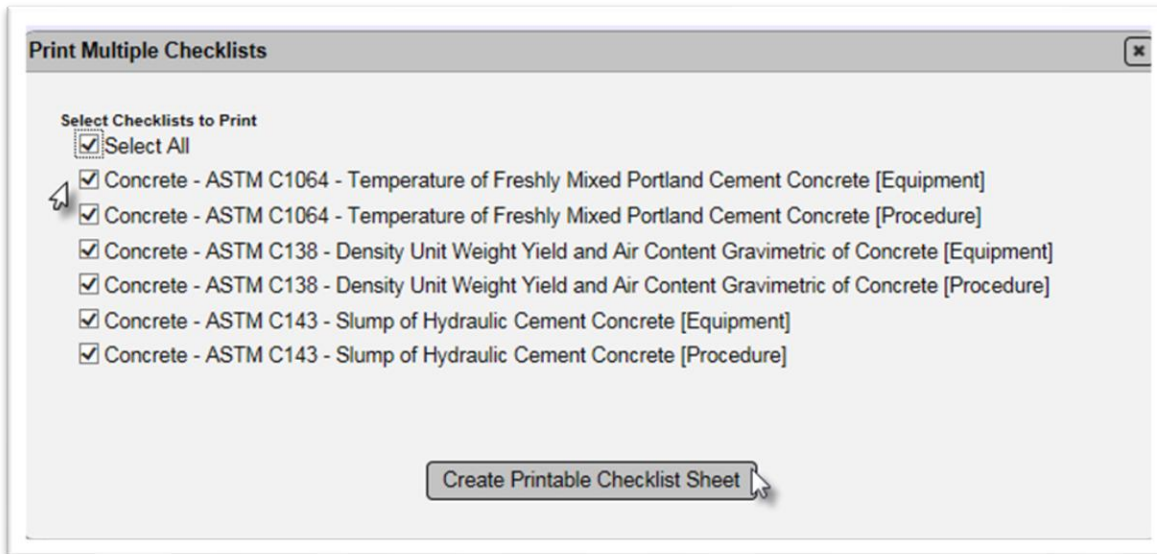 Print Multiple Checklists
Select Checklists to Print
Select All
Concrete - ASTM C1064 - Temperature of Freshly Mixed Portland Cement Concrete [Equipment]
Concrete - ASTM C1064 - Temperature of Freshly Mixed Portland Cement Concrete [Procedure]
Concrete - ASTM C138 - Density Unit Weight Yield and Air Content Gravimetric of Concrete [Equipment]
Concrete - ASTM C138 - Density Unit Weight Yield and Air Content Gravimetric of Concrete [Procedure]
Concrete - ASTM C143 - Slump of Hydraulic Cement Concrete [Equipment]
Concrete - ASTM C143 - Slump of Hydraulic Cement Concrete [Procedure]
Create Printable Checklist Sheet